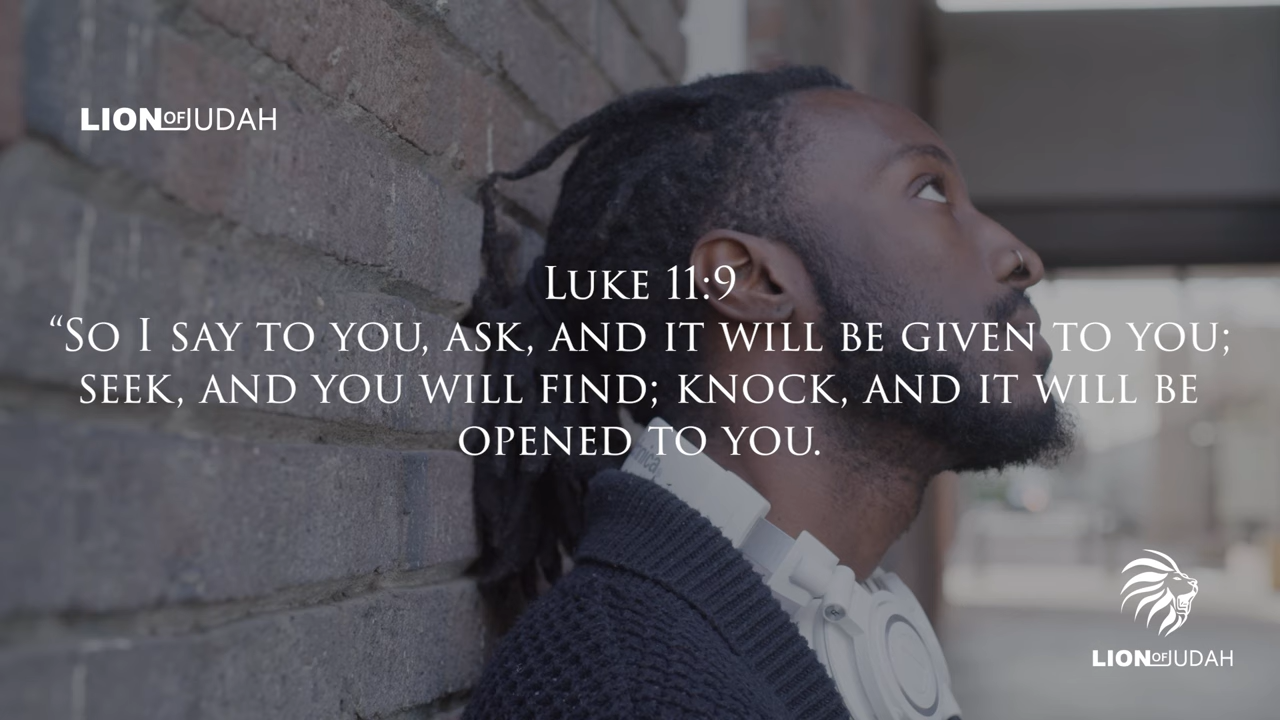 LION OF JUDAH
Luke 11:9
“So I say to you, ask, and it will be given to you;
seek, and you will find; knock, and it will be
opened to you.
LION OF JUDAH